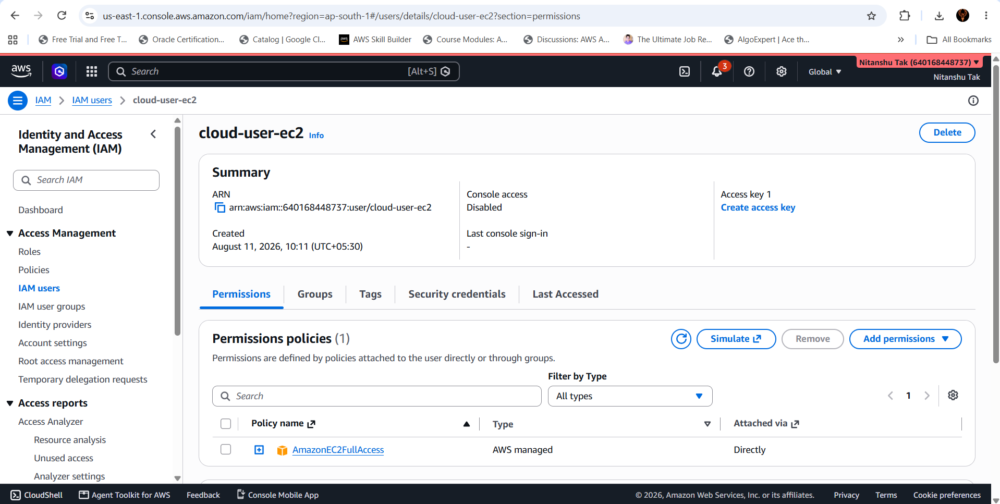 us-east-1.console.aws.amazon.com/iam/home?region=ap-south-1#/users/details/cloud-user-ec2?section=permissions
Free Trial and Free T...
Oracle Certification...
Catalog | Google Cl...
aws
AWS Skill Builder
Course Modules: A...
Discussions: AWS A...
The Ultimate Job Re...
AlgoExpert | Ace th...
All Bookmarks
aws
Search
[Alt+S]
3
Global
Nitanshu Tak (640168448737)
Nitanshu Tak
IAM
IAM users
cloud-user-ec2
Identity and Access
Management (IAM)
Search IAM
Dashboard
Access Management
Roles
Policies
IAM users
IAM user groups
Identity providers
Account settings
Root access management
Temporary delegation requests
Access reports
Access Analyzer
Resource analysis
Unused access
Analyzer settings
cloud-user-ec2
Info
Delete
Summary
ARN
arn:aws:iam::640168448737:user/cloud-user-ec2
Created
August 11, 2026, 10:11 (UTC+05:30)
Console access
Disabled
Last console sign-in
-
Access key 1
Create access key
Permissions
Groups
Tags
Security credentials
Last Accessed
Permissions policies (1)
Simulate
Remove
Add permissions
Permissions are defined by policies attached to the user directly or through groups.
Filter by Type
Search
All types
1
Policy name
Type
Attached via
AmazonEC2FullAccess
AWS managed
Directly
CloudShell
Agent Toolkit for AWS
Feedback
Console Mobile App
© 2026, Amazon Web Services, Inc. or its affiliates.
Privacy
Terms
Cookie preferences